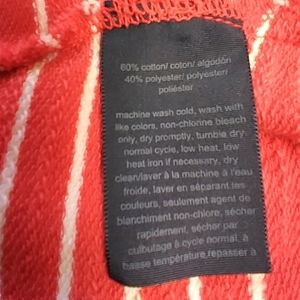 60% cotton/ coton/ algodón
40% polyester/ polyester/
poliéster
machine wash cold, wash with
like colors, non-chlorine bleach
only, dry promptly, tumble dry
normal cycle, low heat, low
heat iron if necessary, dry
clean/laver à la machine à l'eau
froide, laver en séparant les
couleurs, seulement agent de
blanchiment non-chlore, sécher
rapidement/, sécher par
culbutage à cycle normal, à
basse température,repasser à